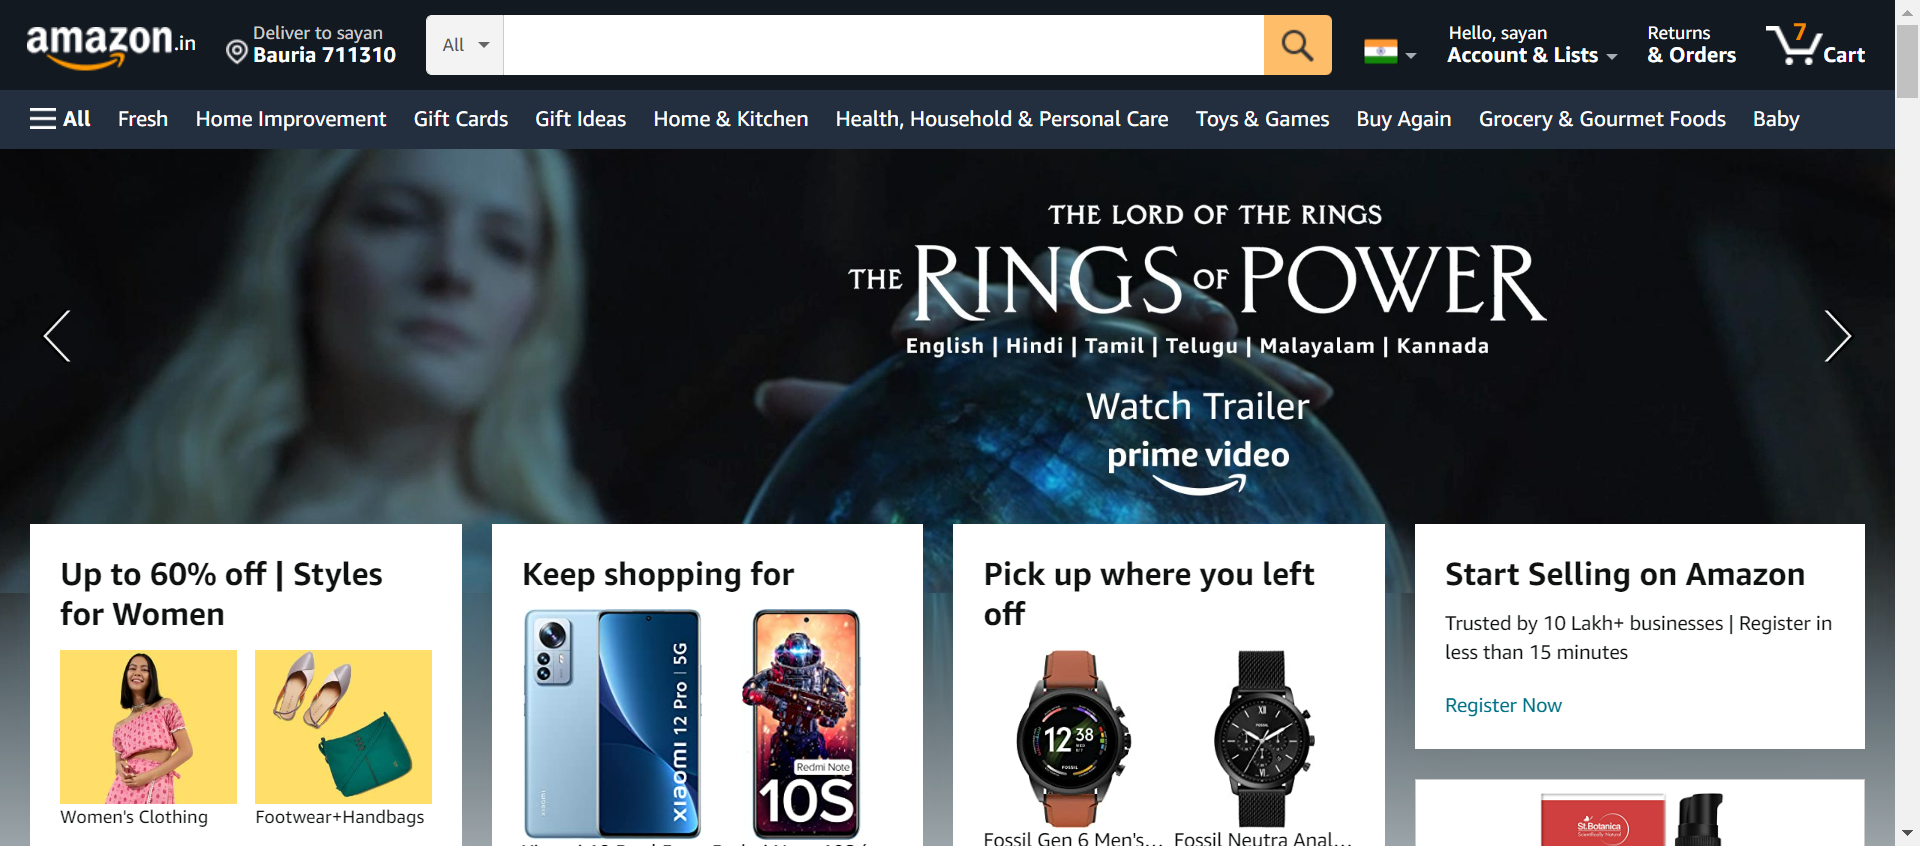 amazon.in
Deliver to sayan
Bauria 711310
All
Hello, sayan
Account & Lists
Returns
& Orders
7
Cart
All
Fresh
Home Improvement
Gift Cards
Gift Ideas
Home & Kitchen
Health, Household & Personal Care
Toys & Games
Buy Again
Grocery & Gourmet Foods
Baby
THE LORD OF THE RINGS
THE RINGS OF POWER
English | Hindi | Tamil | Telugu | Malayalam | Kannada
Watch Trailer
prime video
Up to 60% off | Styles
for Women
Women's Clothing
Footwear+Handbags
Keep shopping for
xiaomi 12 Pro | 5G
xiaomi
Redmi Note
10S
Pick up where you left
off
12 38
FOSSIL
FOSSIL
Fossil Gen 6 Men's...
Fossil Neutra Anal...
Start Selling on Amazon
Trusted by 10 Lakh+ businesses | Register in
less than 15 minutes
Register Now
St.Botanica